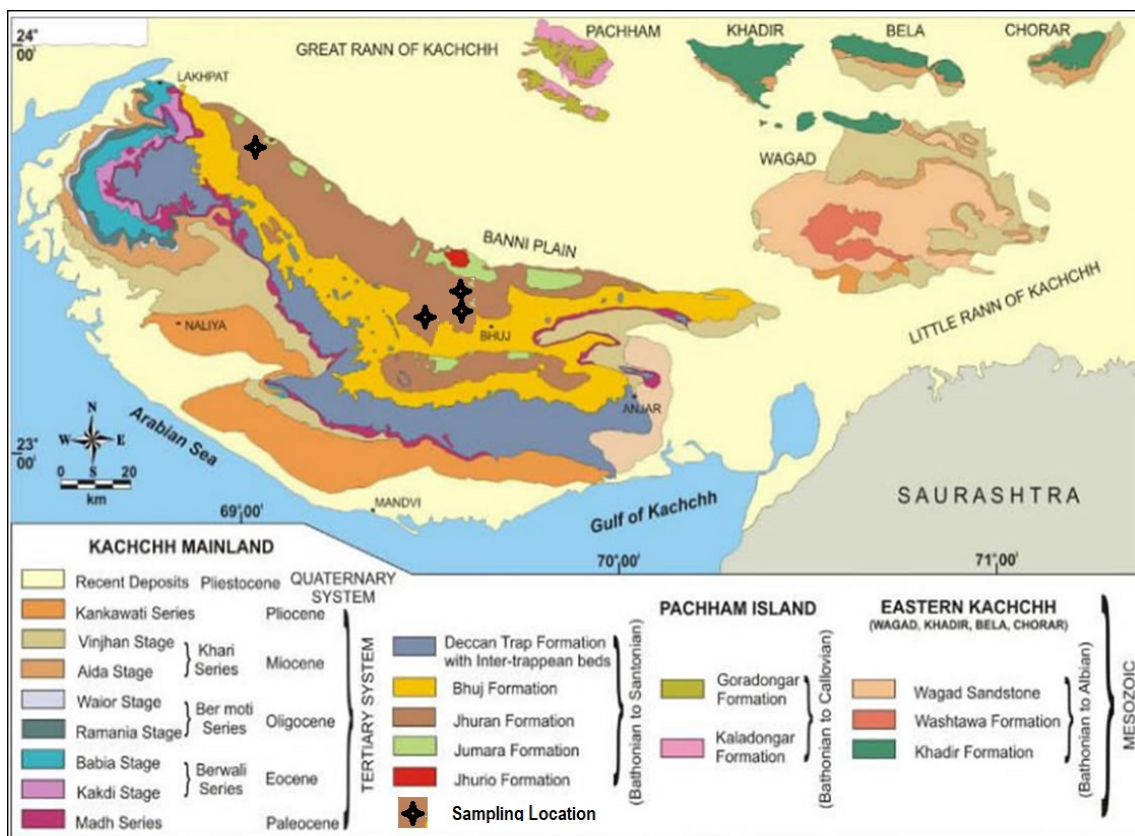 24°
00'
GREAT RANN OF KACHCHH
PACHHAM
KHADIR
BELA
CHORAR
LAKHPAT
WAGAD
BANNI PLAIN
LITTLE RANN OF KACHCHH
NALIYA
BHUJ
ANJAR
23°
00'
N
W E
S
0 20
km
Arabian Sea
MANDVI
Gulf of Kachchh
SAURASHTRA
69°00'
70°00'
71°00'
KACHCHH MAINLAND
Recent Deposits Pliestocene QUATERNARY SYSTEM
Kankawati Series Pliocene
Vinjhan Stage
Aida Stage
Khari Series
Miocene
Waior Stage
Ramania Stage
Ber moti Series
Oligocene
Babia Stage
Kakdi Stage
Berwali Series
Eocene
Madh Series Paleocene
TERTIARY SYSTEM
Deccan Trap Formation
with Inter-trappean beds
Bhuj Formation
Jhuran Formation
Jumara Formation
Jhurio Formation
Sampling Location
(Bathonian to Santonian)
PACHHAM ISLAND
Goradongar
Formation
Kaladongar
Formation
(Bathonian to Callovian)
EASTERN KACHCHH
(WAGAD, KHADIR, BELA, CHORAR)
Wagad Sandstone
Washtawa Formation
Khadir Formation
(Bathonian to Albian)
MESOZOIC